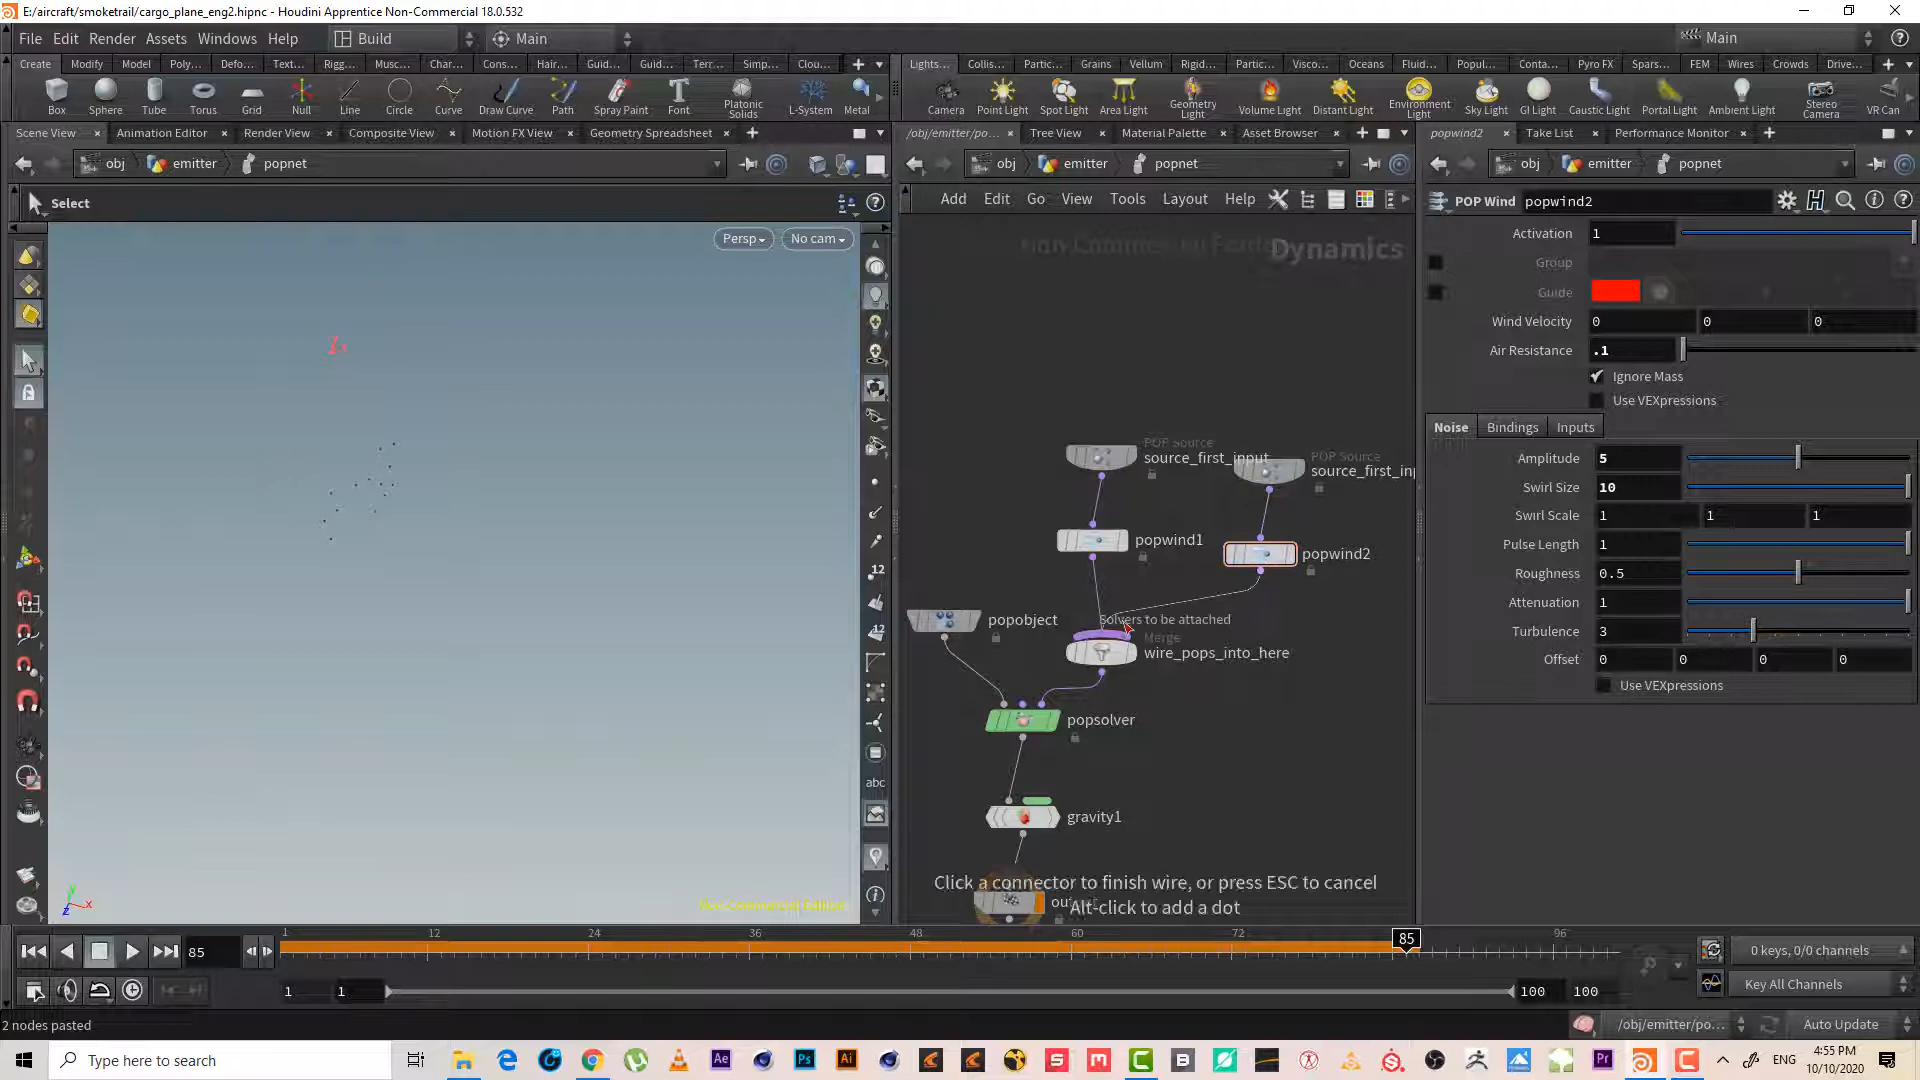 E:/aircraft/smoketrail/cargo_plane_eng2.hipnc - Houdini Apprentice Non-Commercial 18.0.532
File Edit Render Assets Windows Help Build Main Main
Create Modify Model Poly... Defo... Text... Rigg... Musc... Char... Cons... Hair... Guid... Guid... Terr... Simp... Clou...
Lights... Collis... Partic... Grains Vellum Rigid... Partic... Visco... Oceans Fluid... Popul... Conta... Pyro FX Spars... FEM Wires Crowds Drive...
Box Sphere Tube Torus Grid Null Line Circle Curve Draw Curve Path Spray Paint Font Platonic Solids L-System Metal
Camera Point Light Spot Light Area Light Geometry Light Volume Light Distant Light Environment Light Sky Light GI Light Caustic Light Portal Light Ambient Light Stereo Camera VR Can
Scene View Animation Editor Render View Composite View Motion FX View Geometry Spreadsheet
/obj/emitter/po... Tree View Material Palette Asset Browser
popwind2 Take List Performance Monitor
obj emitter popnet
obj emitter popnet
obj emitter popnet
Select
Add Edit Go View Tools Layout Help
POP Wind popwind2
Persp No cam
Dynamics
Activation 1
Group
Guide
Wind Velocity 0 0 0
Air Resistance .1
Ignore Mass
Use VEXpressions
Noise Bindings Inputs
Amplitude 5
Swirl Size 10
Swirl Scale 1 1 1
Pulse Length 1
Roughness 0.5
Attenuation 1
Turbulence 3
Offset 0 0 0 0
Use VEXpressions
POP Source
source_first_input
POP Source
source_first_inp
popwind1
popwind2
popobject
Solvers to be attached
Merge
wire_pops_into_here
popsolver
gravity1
Click a connector to finish wire, or press ESC to cancel
Alt-click to add a dot
12
12
abc
y
z x
Non-Commercial Edition
1 12 24 36 48 60 72 85 96
85
1 1 100 100
0 keys, 0/0 channels
Key All Channels
2 nodes pasted
/obj/emitter/po... Auto Update
Type here to search
ENG
4:55 PM
10/10/2020